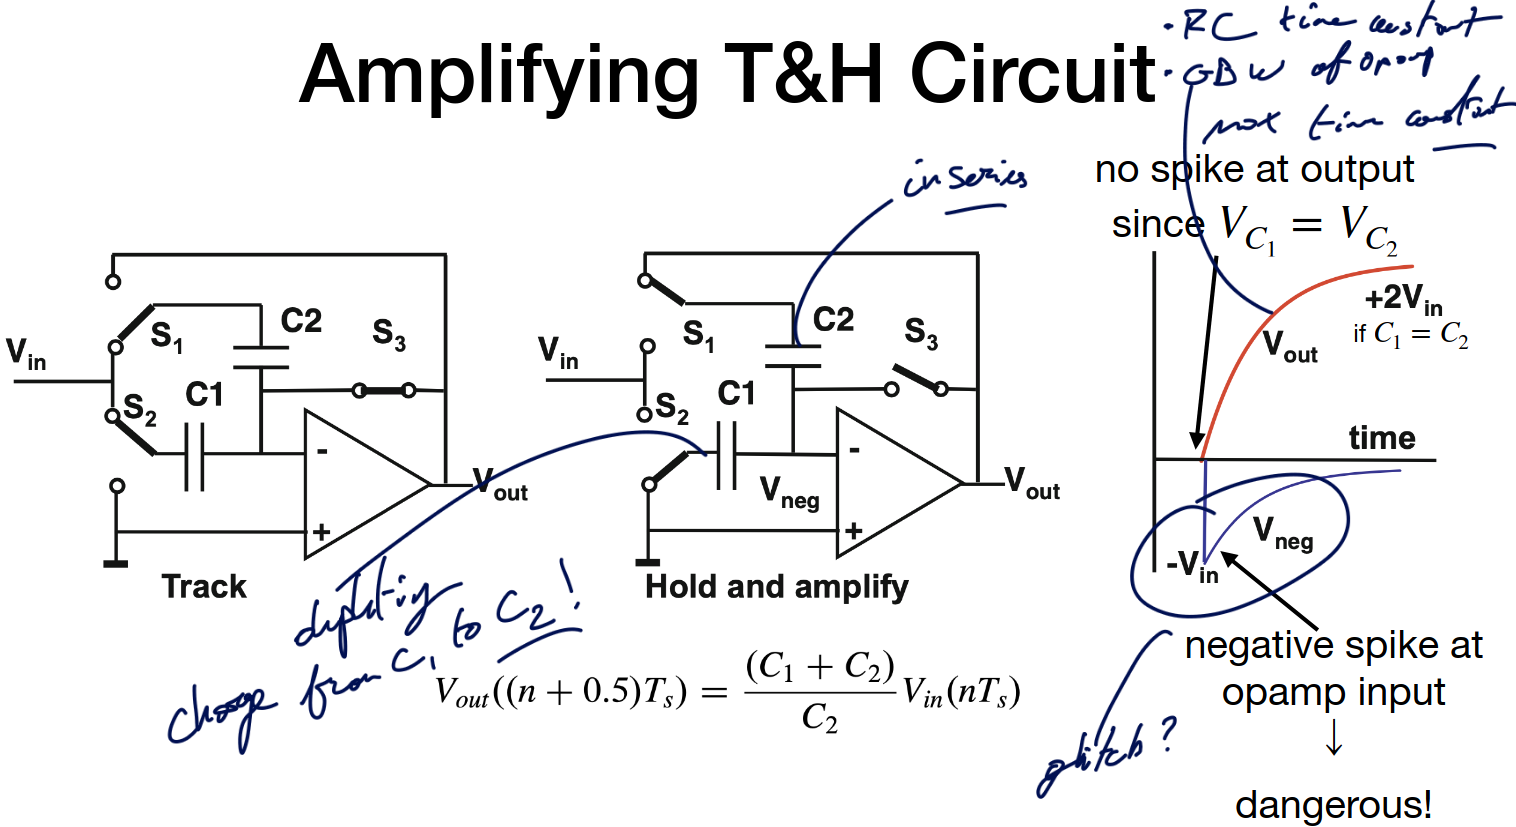 Amplifying T&H Circuit
· RC time constant
· GBW of opamp
max time constant
in series
no spike at output
since V_{C_1} = V_{C_2}
V_{in}
S_1
S_2
C1
C2
S_3
-
+
V_{out}
Track
V_{in}
S_1
S_2
C1
C2
S_3
V_{neg}
-
+
V_{out}
Hold and amplify
+2V_{in}
if C_1 = C_2
V_{out}
time
V_{neg}
-V_{in}
negative spike at
opamp input
↓
dangerous!
glitch?
charge from C_1 to C_2!
V_{out}((n + 0.5)T_s) = \frac{(C_1 + C_2)}{C_2} V_{in}(nT_s)